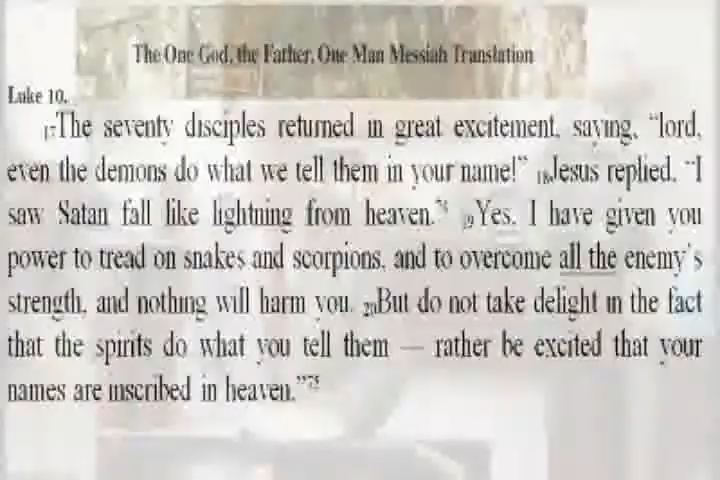 The One God, the Father, One Man Messiah Translation
Luke 10.
17The seventy disciples returned in great excitement, saying, "lord,
even the demons do what we tell them in your name!" 18Jesus replied, "I
saw Satan fall like lightning from heaven. 19Yes, I have given you
power to tread on snakes and scorpions, and to overcome all the enemy's
strength, and nothing will harm you. 20But do not take delight in the fact
that the spirits do what you tell them — rather be excited that your
names are inscribed in heaven."75